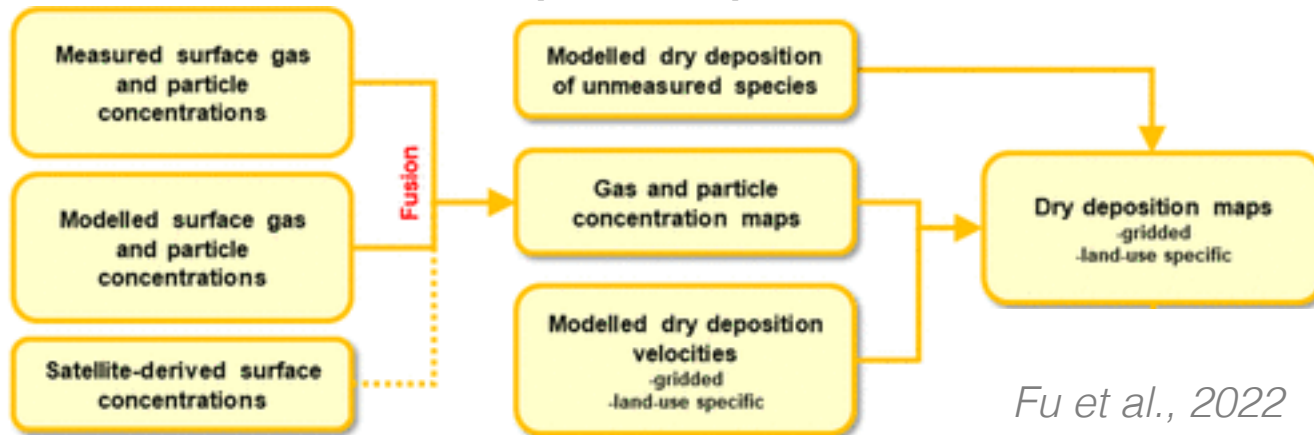 Measured surface gas
and particle
concentrations
Modelled surface gas
and particle
concentrations
Satellite-derived surface
concentrations
Fusion
Modelled dry deposition
of unmeasured species
Gas and particle
concentration maps
Modelled dry deposition
velocities
-gridded
-land-use specific
Dry deposition maps
-gridded
-land-use specific
Fu et al., 2022